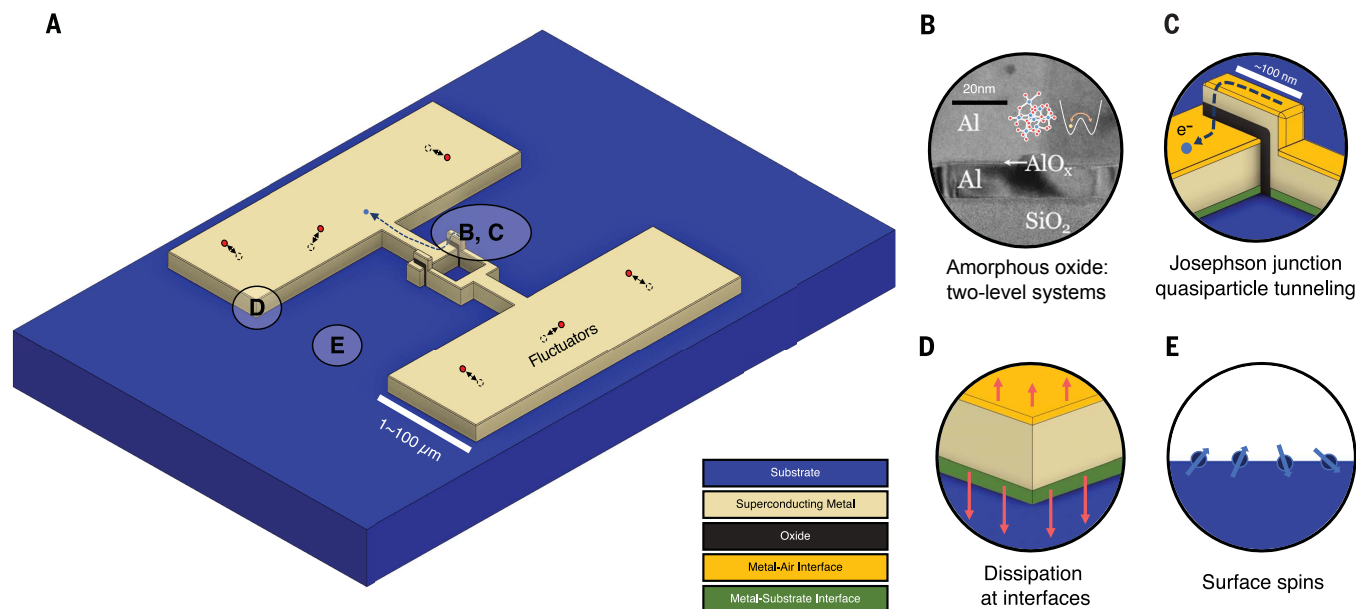 A
B, C
D
E
Fluctuators
1~100 µm
Substrate
Superconducting Metal
Oxide
Metal-Air Interface
Metal-Substrate Interface
B
20nm
Al
AlOₓ
Al
SiO₂
Amorphous oxide:
two-level systems
C
~100 nm
e⁻
Josephson junction
quasiparticle tunneling
D
Dissipation
at interfaces
E
Surface spins